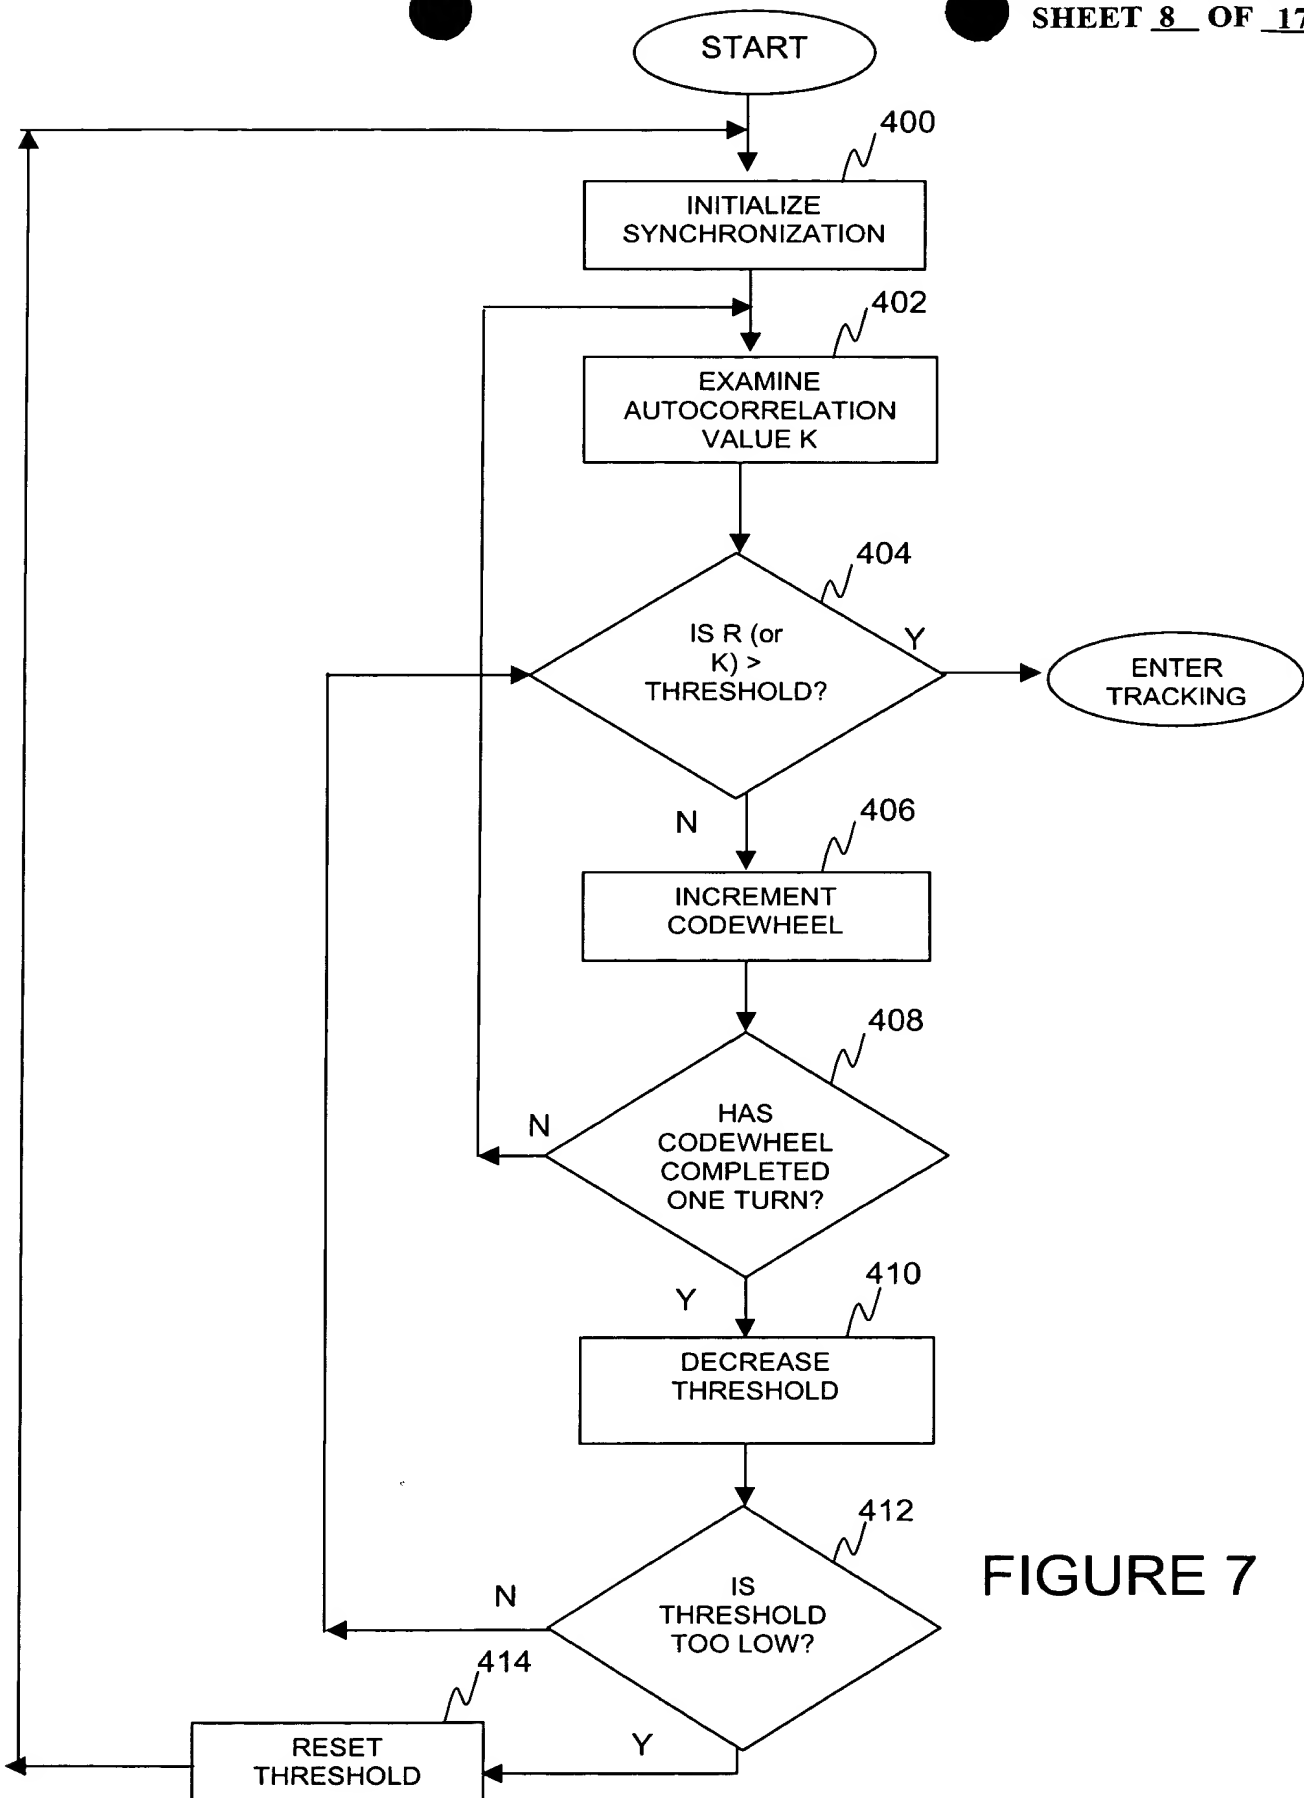 SHEET 8 OF 17
START
400
INITIALIZE
SYNCHRONIZATION
402
EXAMINE
AUTOCORRELATION
VALUE K
404
IS R (or
K) >
THRESHOLD?
Y
ENTER
TRACKING
N
406
INCREMENT
CODEWHEEL
408
HAS
CODEWHEEL
COMPLETED
ONE TURN?
N
Y
410
DECREASE
THRESHOLD
412
IS
THRESHOLD
TOO LOW?
N
FIGURE 7
414
RESET
THRESHOLD
Y